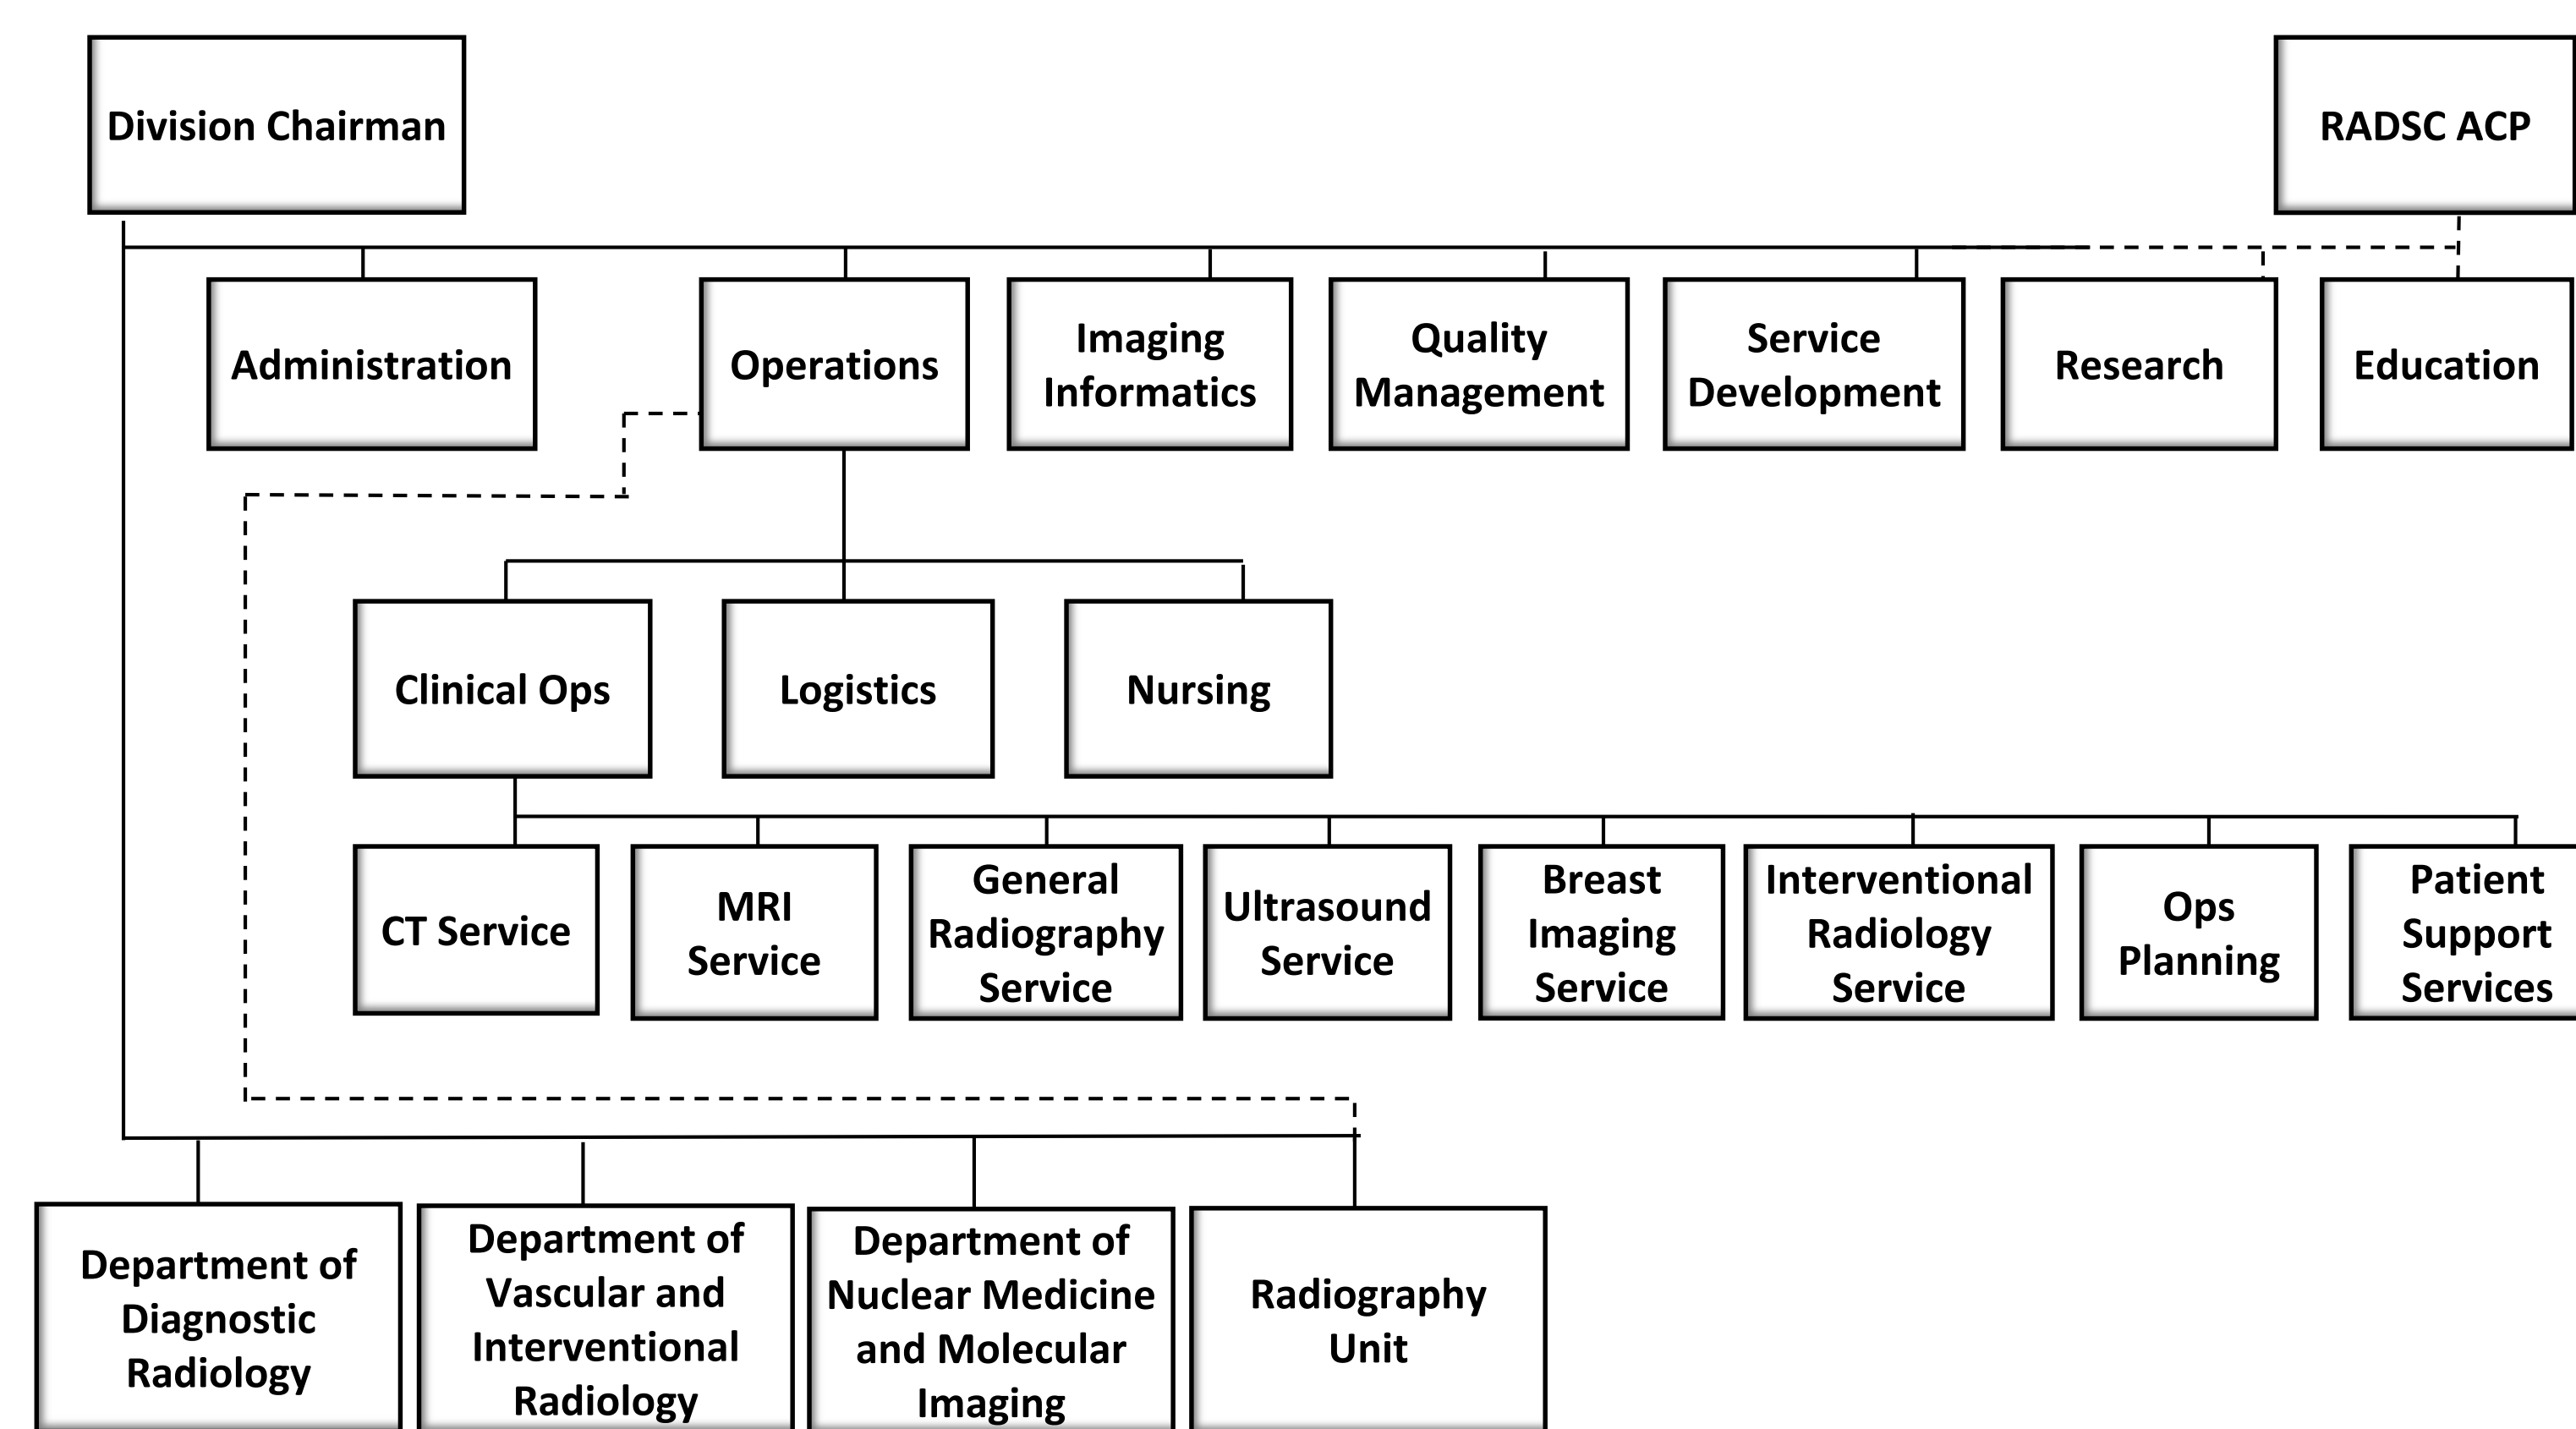 Division Chairman
RADSC ACP
Administration
Operations
Imaging
Informatics
Quality
Management
Service
Development
Research
Education
Clinical Ops
Logistics
Nursing
CT Service
MRI
Service
General
Radiography
Service
Ultrasound
Service
Breast
Imaging
Service
Interventional
Radiology
Service
Ops
Planning
Patient
Support
Services
Department of
Diagnostic
Radiology
Department of
Vascular and
Interventional
Radiology
Department of
Nuclear Medicine
and Molecular
Imaging
Radiography
Unit